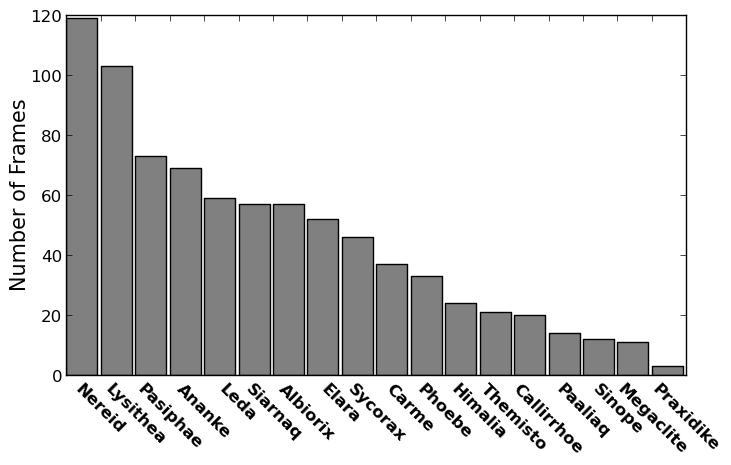 Number of Frames
120
100
80
60
40
20
0
Nereid
Lysithea
Pasiphae
Ananke
Leda
Siarnaq
Albiorix
Elara
Sycorax
Carme
Phoebe
Himalia
Themisto
Callirrhoe
Paaliaq
Sinope
Megaclite
Praxidike